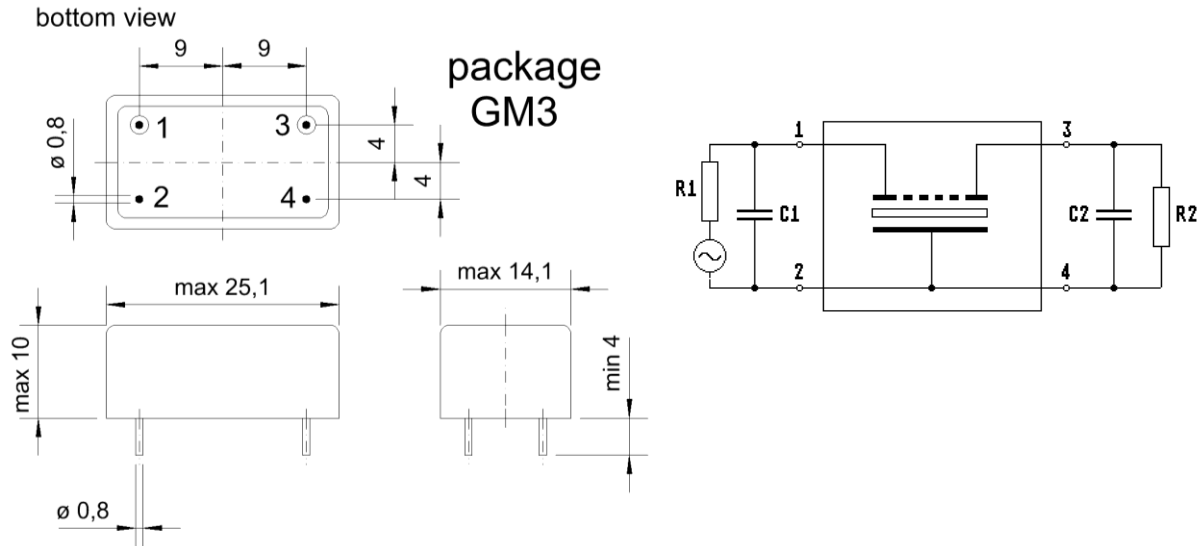 bottom view
9 9
package
GM3
1 3
ø 0,8
4
2 4
4
max 25,1
max 14,1
max 10
min 4
ø 0,8
1 3
R1 C1 C2 R2
2 4